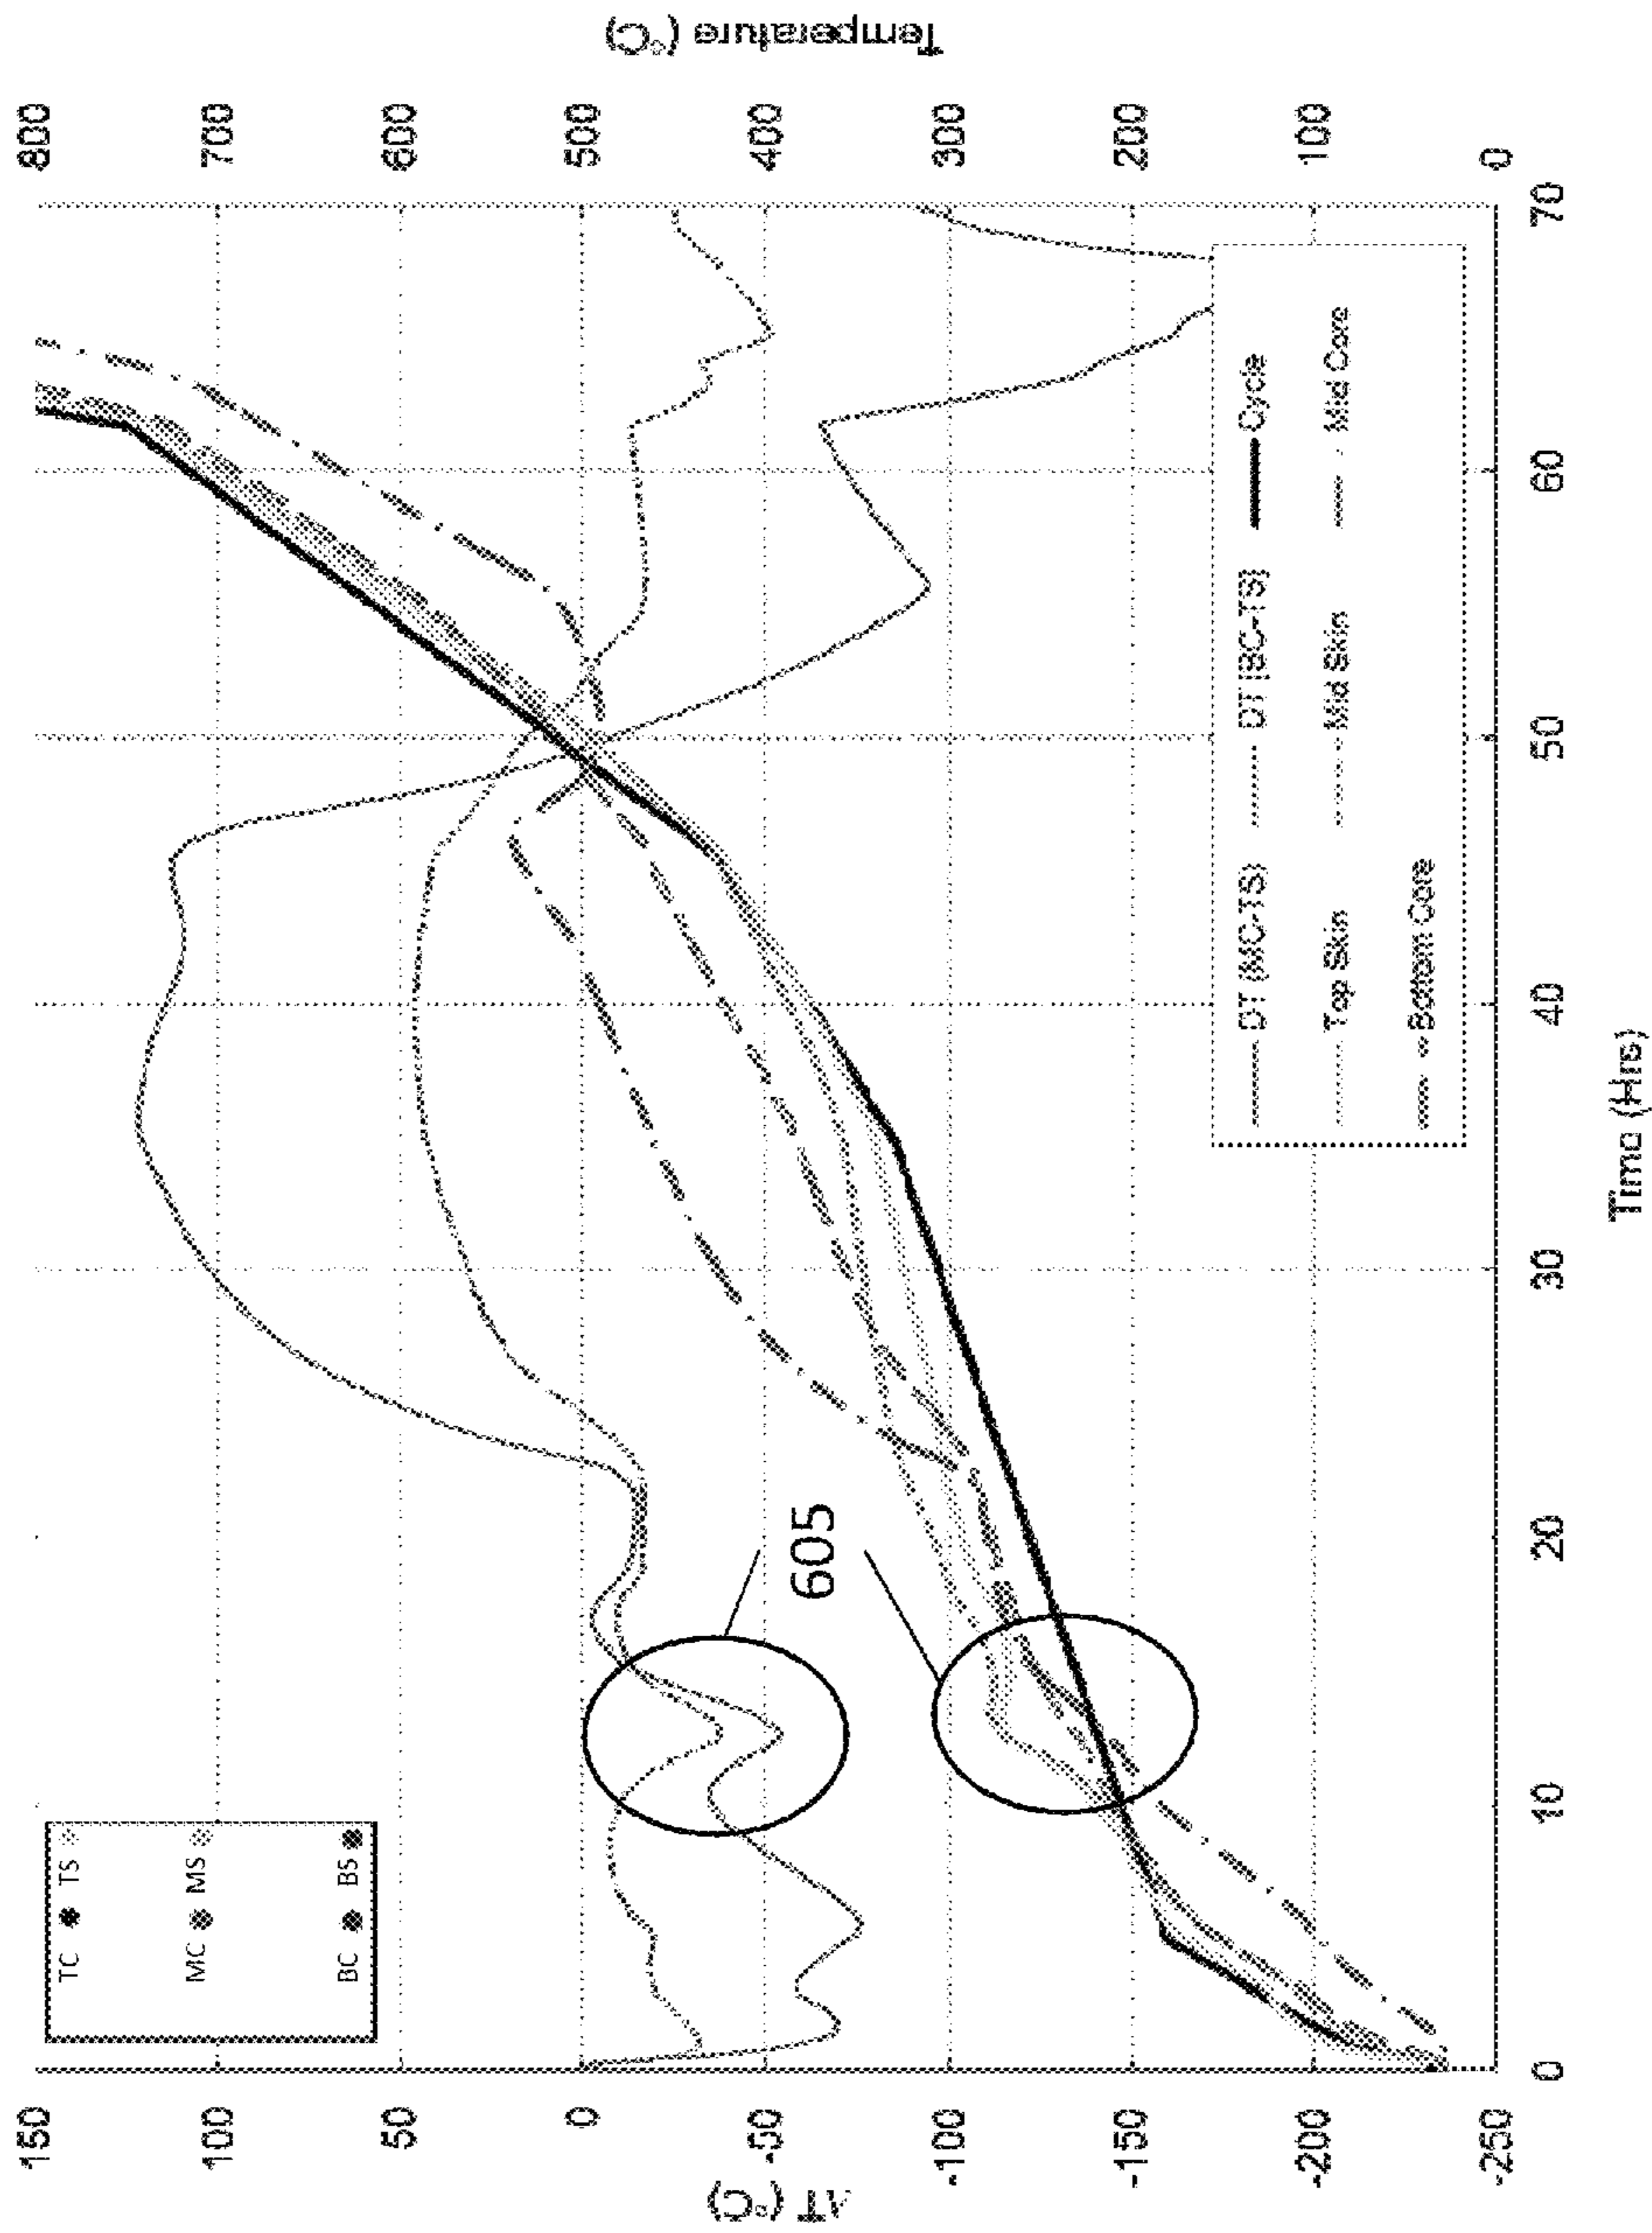 TC TS
MC MS
BC BS
150
100
50
0
-50
-100
-150
-200
-250
ΔT (°C)
800
700
600
500
400
300
200
100
0
Temperature (°C)
605
DT (MC-TS) DT (BC-TS) Cycle
Top Skin Mid Skin Mid Core
Bottom Core
0 10 20 30 40 50 60 70
Time (Hrs)